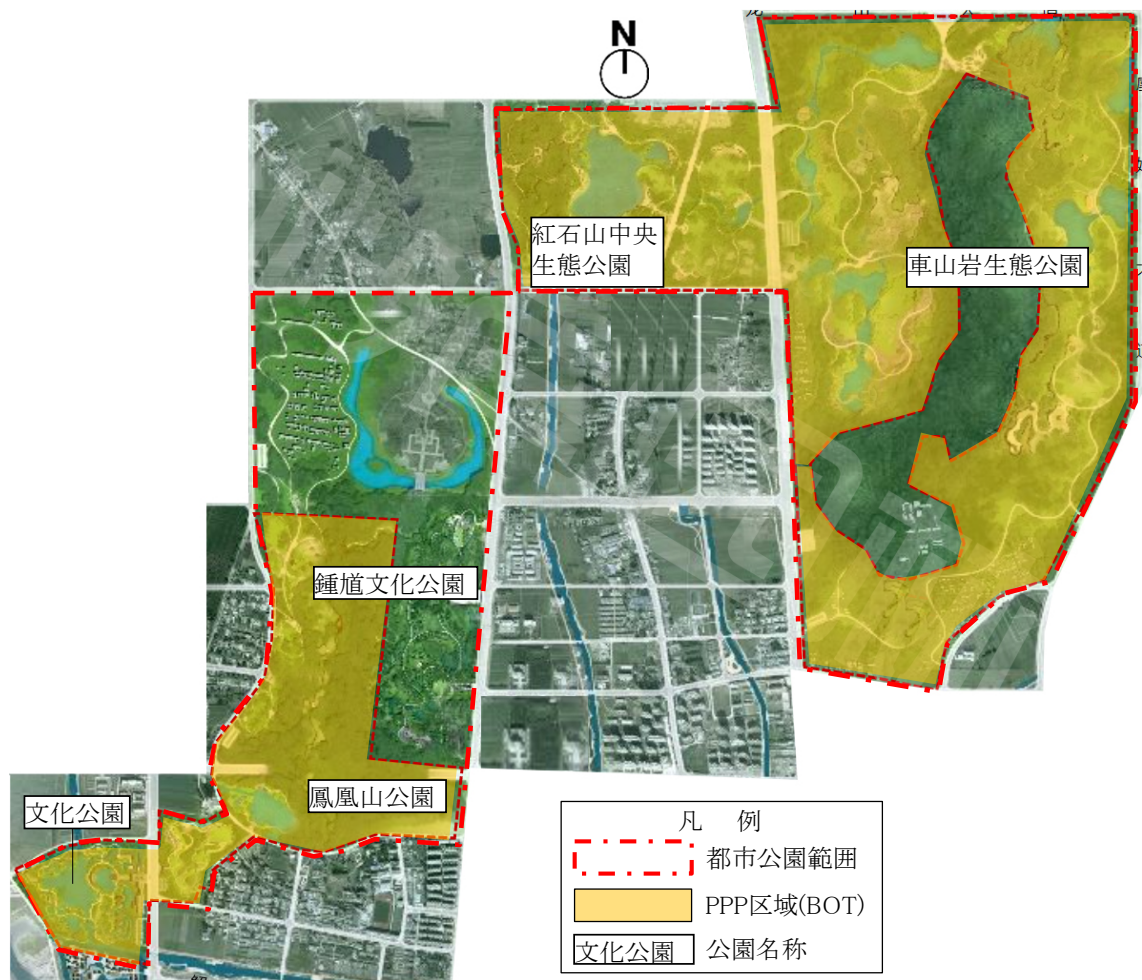 N
紅石山中央
生態公園
車山岩生態公園
鍾馗文化公園
鳳凰山公園
文化公園
凡 例
都市公園範囲
PPP区域(BOT)
文化公園 公園名称